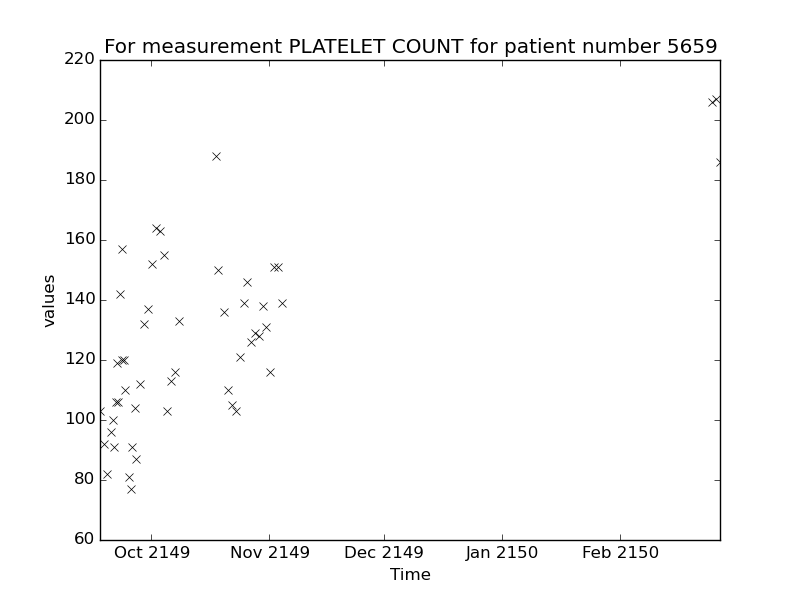 For measurement PLATELET COUNT for patient number 5659
220
200
180
160
140
120
100
80
60
values
Oct 2149 Nov 2149 Dec 2149 Jan 2150 Feb 2150
Time